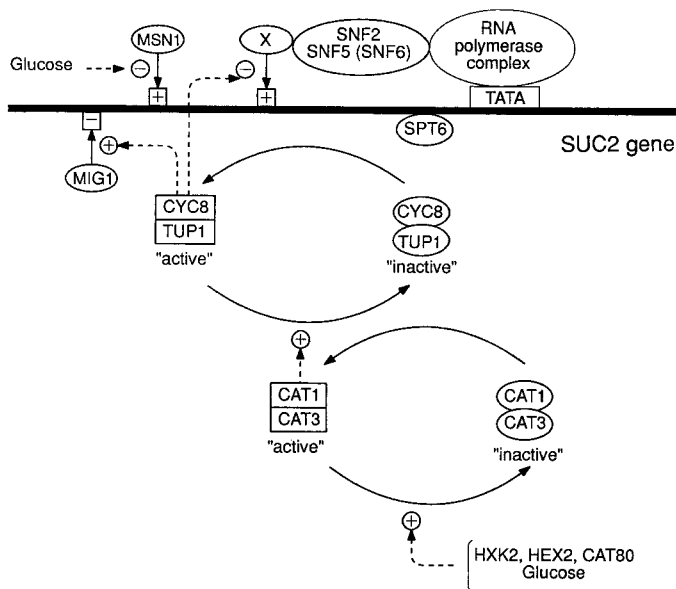 MSN1
X
SNF2
SNF5 (SNF6)
RNA
polymerase
complex
Glucose
−
−
+
+
TATA
−
+
SPT6
SUC2 gene
MIG1
CYC8
TUP1
"active"
CYC8
TUP1
"inactive"
+
CAT1
CAT3
"active"
CAT1
CAT3
"inactive"
+
HXK2, HEX2, CAT80
Glucose